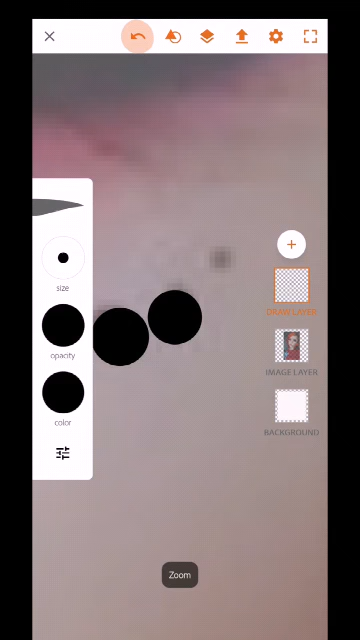 size
opacity
color
DRAW LAYER
IMAGE LAYER
BACKGROUND
Zoom